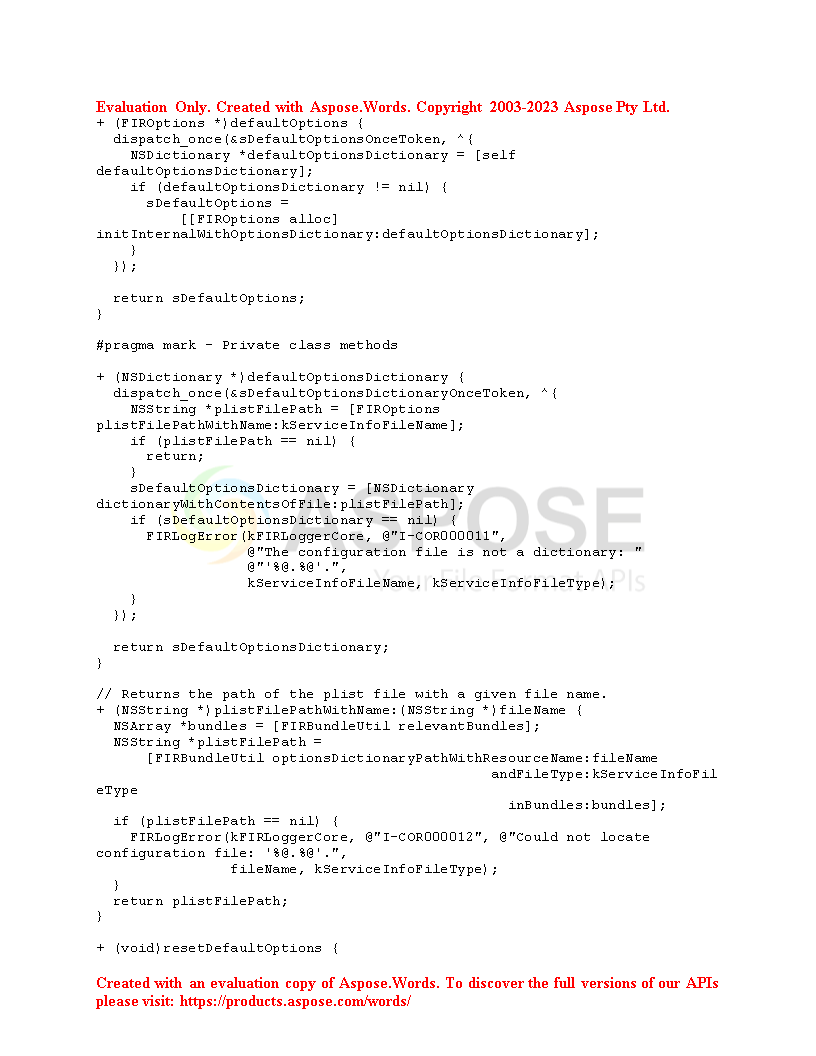 Evaluation Only. Created with Aspose.Words. Copyright 2003-2023 Aspose Pty Ltd.
+ (FIROptions *)defaultOptions {
  dispatch_once(&sDefaultOptionsOnceToken, ^{
    NSDictionary *defaultOptionsDictionary = [self
defaultOptionsDictionary];
    if (defaultOptionsDictionary != nil) {
      sDefaultOptions =
          [[FIROptions alloc]
initInternalWithOptionsDictionary:defaultOptionsDictionary];
    }
  });

  return sDefaultOptions;
}

#pragma mark - Private class methods

+ (NSDictionary *)defaultOptionsDictionary {
  dispatch_once(&sDefaultOptionsDictionaryOnceToken, ^{
    NSString *plistFilePath = [FIROptions
plistFilePathWithName:kServiceInfoFileName];
    if (plistFilePath == nil) {
      return;
    }
    sDefaultOptionsDictionary = [NSDictionary
dictionaryWithContentsOfFile:plistFilePath];
    if (sDefaultOptionsDictionary == nil) {
      FIRLogError(kFIRLoggerCore, @"I-COR000011",
                  @"The configuration file is not a dictionary: "
                  @"'%@.%@'.",
                  kServiceInfoFileName, kServiceInfoFileType);
    }
  });

  return sDefaultOptionsDictionary;
}

// Returns the path of the plist file with a given file name.
+ (NSString *)plistFilePathWithName:(NSString *)fileName {
  NSArray *bundles = [FIRBundleUtil relevantBundles];
  NSString *plistFilePath =
      [FIRBundleUtil optionsDictionaryPathWithResourceName:fileName
                                               andFileType:kServiceInfoFil
eType
                                                 inBundles:bundles];
  if (plistFilePath == nil) {
    FIRLogError(kFIRLoggerCore, @"I-COR000012", @"Could not locate
configuration file: '%@.%@'.",
                fileName, kServiceInfoFileType);
  }
  return plistFilePath;
}

+ (void)resetDefaultOptions {

ASPOSE
Your File Format APIs
Created with an evaluation copy of Aspose.Words. To discover the full versions of our APIs
please visit: https://products.aspose.com/words/